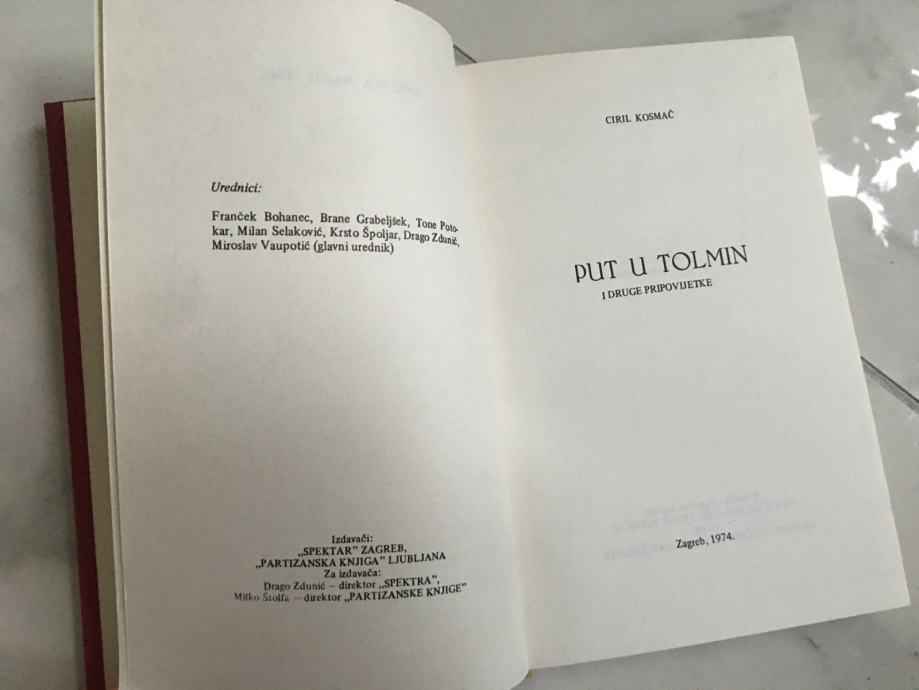 Urednici:
Franček Bohanec, Brane Grabeljšek, Tone Poto-
kar, Milan Selaković, Krsto Špoljar, Drago Zdunić,
Miroslav Vaupotić (glavni urednik)
Izdavači:
„SPEKTAR” ZAGREB,
„PARTIZANSKA KNJIGA” LJUBLJANA
Za izdavača:
Drago Zdunić — direktor „SPEKTRA”,
Milko Štolfa — direktor „PARTIZANSKE KNJIGE”
CIRIL KOSMAČ
PUT U TOLMIN
I DRUGE PRIPOVIJETKE
Zagreb, 1974.